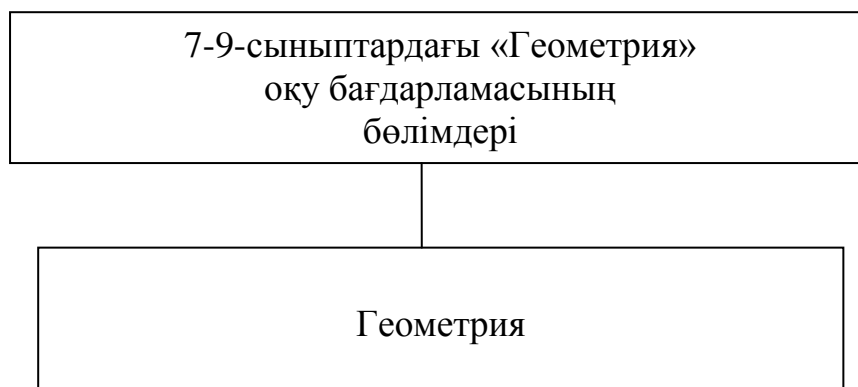 7-9-сыныптардағы «Геометрия»
оқу бағдарламасының
бөлімдері
Геометрия